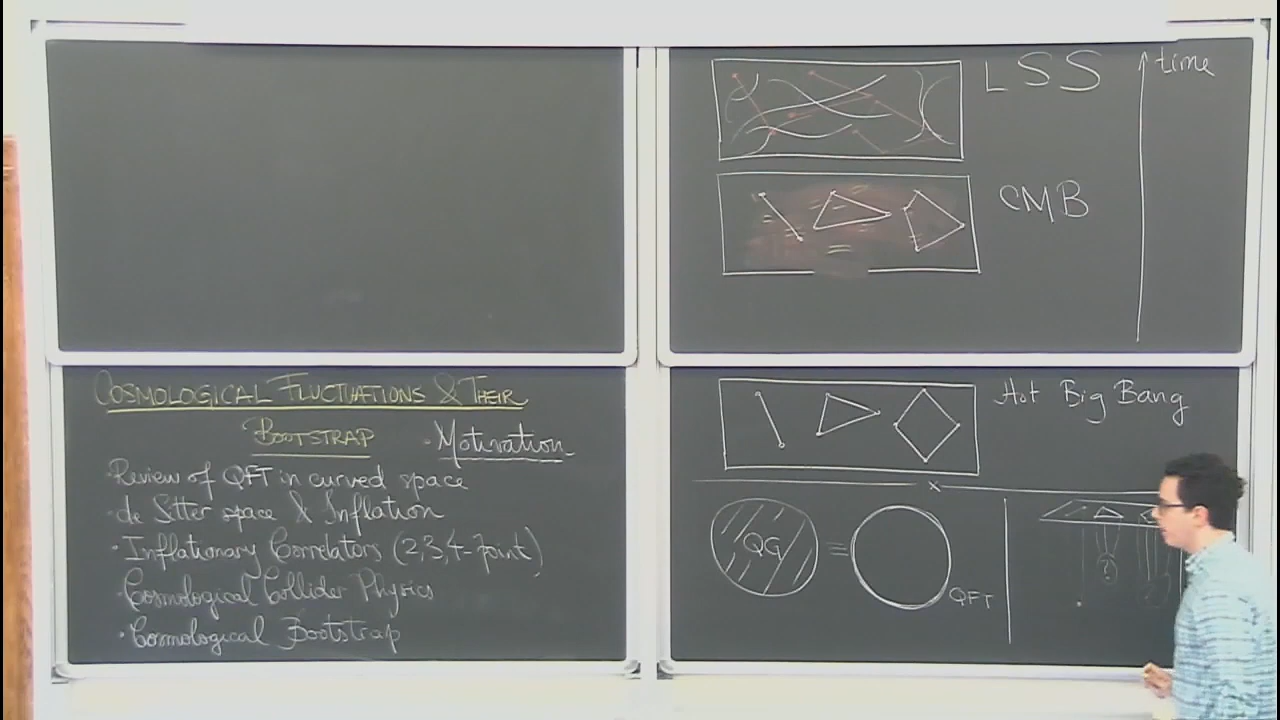 COSMOLOGICAL FLUCTUATIONS & THEIR
BOOTSTRAP
· Motivation
· Review of QFT in curved space
· de Sitter space & Inflation
· Inflationary Correlators (2,3,4-point)
· Cosmological Collider Physics
· Cosmological Bootstrap
LSS
time
CMB
Hot Big Bang
QG = QFT